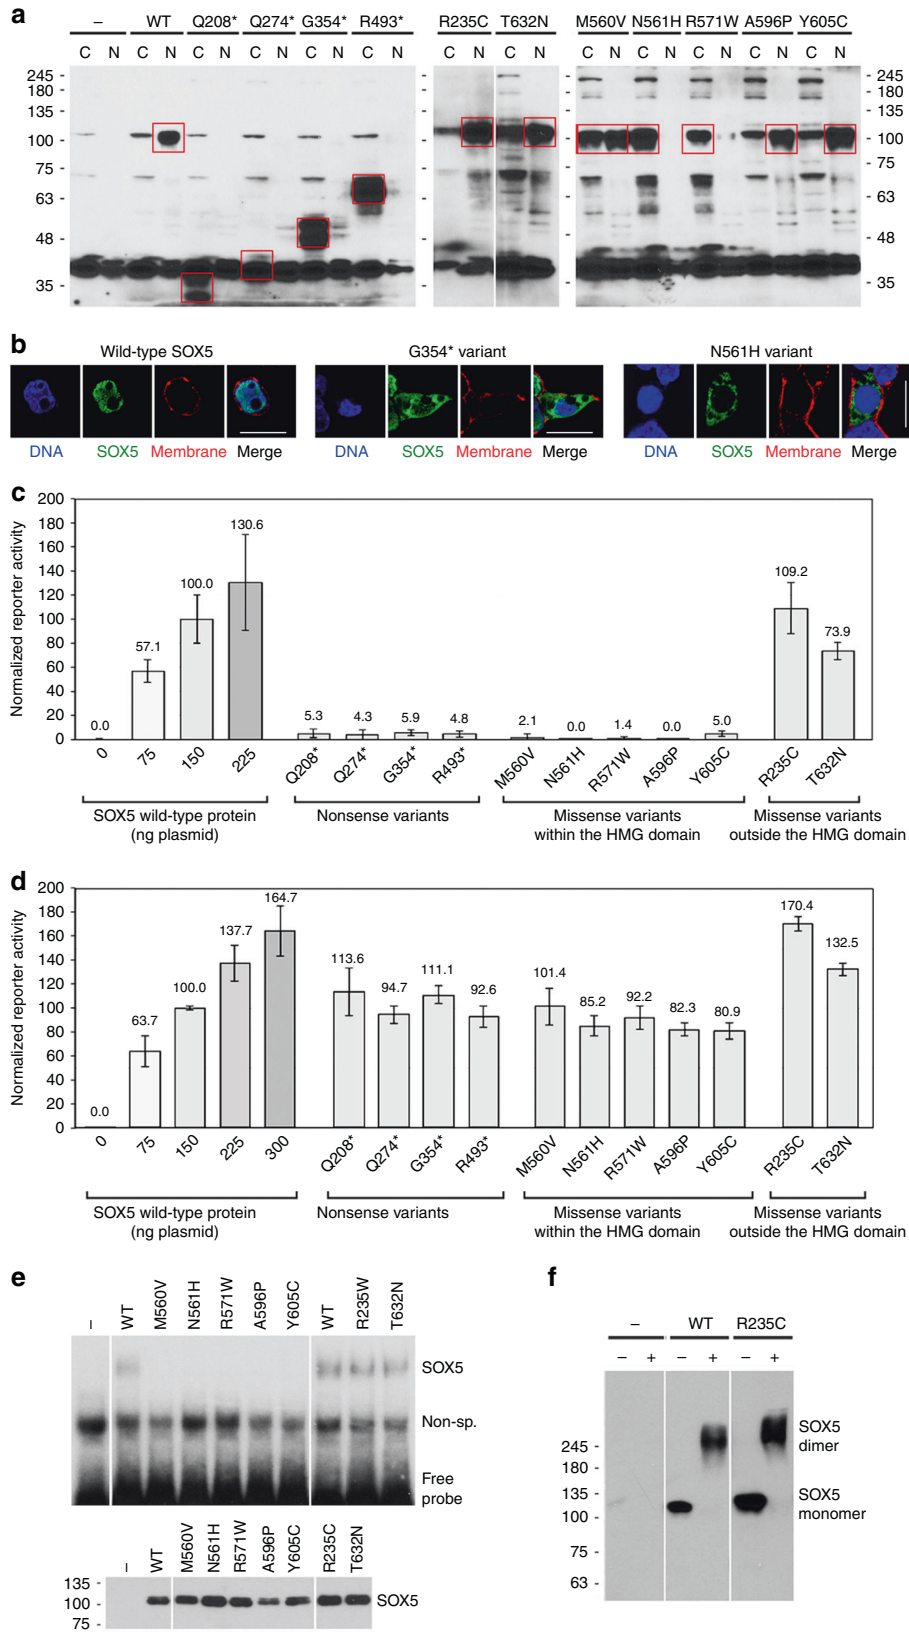 a
– WT Q208* Q274* G354* R493* R235C T632N M560V N561H R571W A596P Y605C
C N C N C N C N C N C N C N C N C N C N C N C N C N
245 -
180 -
135 -
100 -
75 -
63 -
48 -
35 -
- 245
- 180
- 135
- 100
- 75
- 63
- 48
- 35
b
Wild-type SOX5 G354* variant N561H variant
DNA SOX5 Membrane Merge DNA SOX5 Membrane Merge DNA SOX5 Membrane Merge
c
Normalized reporter activity
200
180
160
140
120
100
80
60
40
20
0
0.0 57.1 100.0 130.6 5.3 4.3 5.9 4.8 2.1 0.0 1.4 0.0 5.0 109.2 73.9
0 75 150 225 Q208* Q274* G354* R493* M560V N561H R571W A596P Y605C R235C T632N
SOX5 wild-type protein
(ng plasmid)
Nonsense variants
Missense variants
within the HMG domain
Missense variants
outside the HMG domain
d
Normalized reporter activity
200
180
160
140
120
100
80
60
40
20
0
0.0 63.7 100.0 137.7 164.7 113.6 94.7 111.1 92.6 101.4 85.2 92.2 82.3 80.9 170.4 132.5
0 75 150 225 300 Q208* Q274* G354* R493* M560V N561H R571W A596P Y605C R235C T632N
SOX5 wild-type protein
(ng plasmid)
Nonsense variants
Missense variants
within the HMG domain
Missense variants
outside the HMG domain
e
– WT M560V N561H R571W A596P Y605C WT R235W T632N
SOX5
Non-sp.
Free
probe
– WT M560V N561H R571W A596P Y605C R235C T632N
135 -
100 -
75 -
SOX5
f
– WT R235C
– + – + – +
245 -
180 -
135 -
100 -
75 -
63 -
SOX5
dimer
SOX5
monomer